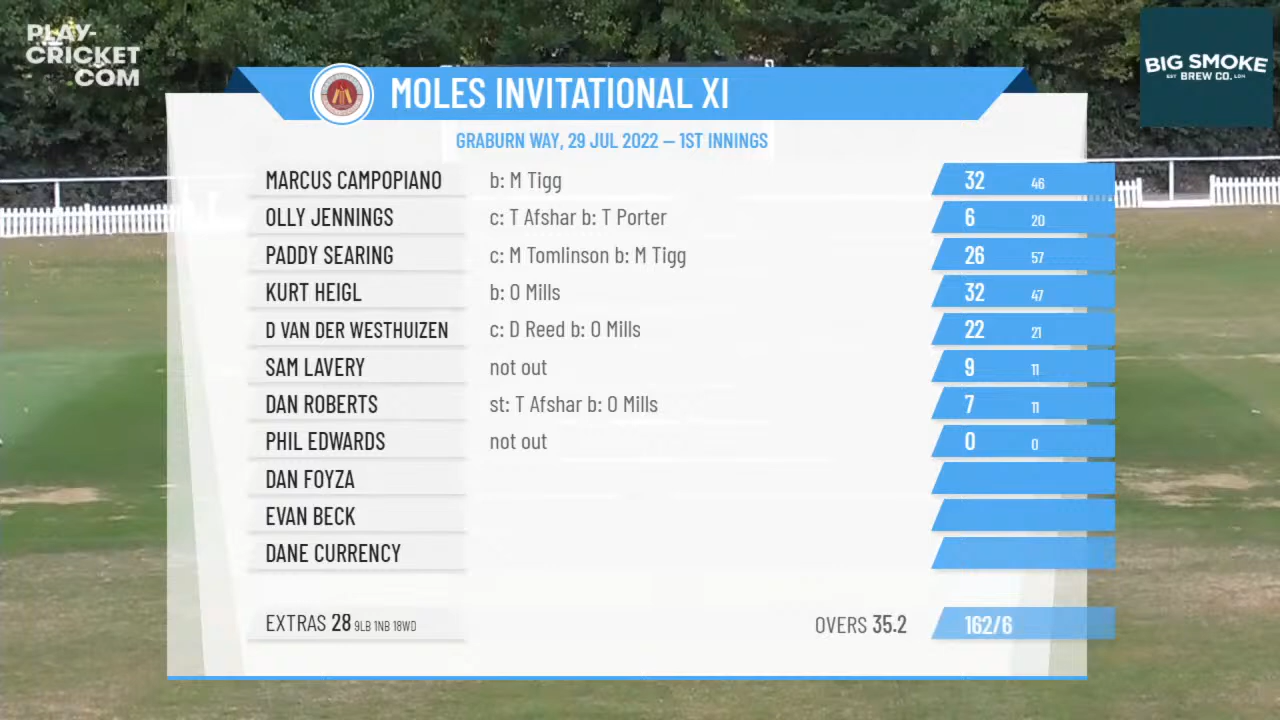 PLAY-
CRICKET
.COM
BIG SMOKE
EST BREW CO. LDN
MOLES INVITATIONAL XI
GRABURN WAY, 29 JUL 2022 – 1ST INNINGS
MARCUS CAMPOPIANO b: M Tigg 32 46
OLLY JENNINGS c: T Afshar b: T Porter 6 20
PADDY SEARING c: M Tomlinson b: M Tigg 26 57
KURT HEIGL b: O Mills 32 47
D VAN DER WESTHUIZEN c: D Reed b: O Mills 22 21
SAM LAVERY not out 9 11
DAN ROBERTS st: T Afshar b: O Mills 7 11
PHIL EDWARDS not out 0 0
DAN FOYZA
EVAN BECK
DANE CURRENCY
EXTRAS 28 9LB 1NB 18WD OVERS 35.2 162/6